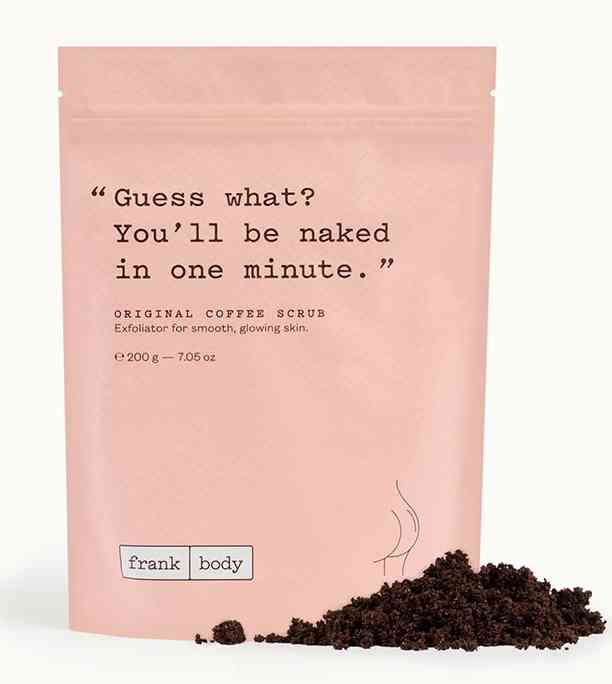 “Guess what?
You’ll be naked
in one minute.”
ORIGINAL COFFEE SCRUB
Exfoliator for smooth, glowing skin.
℮ 200 g — 7.05 oz
frank body